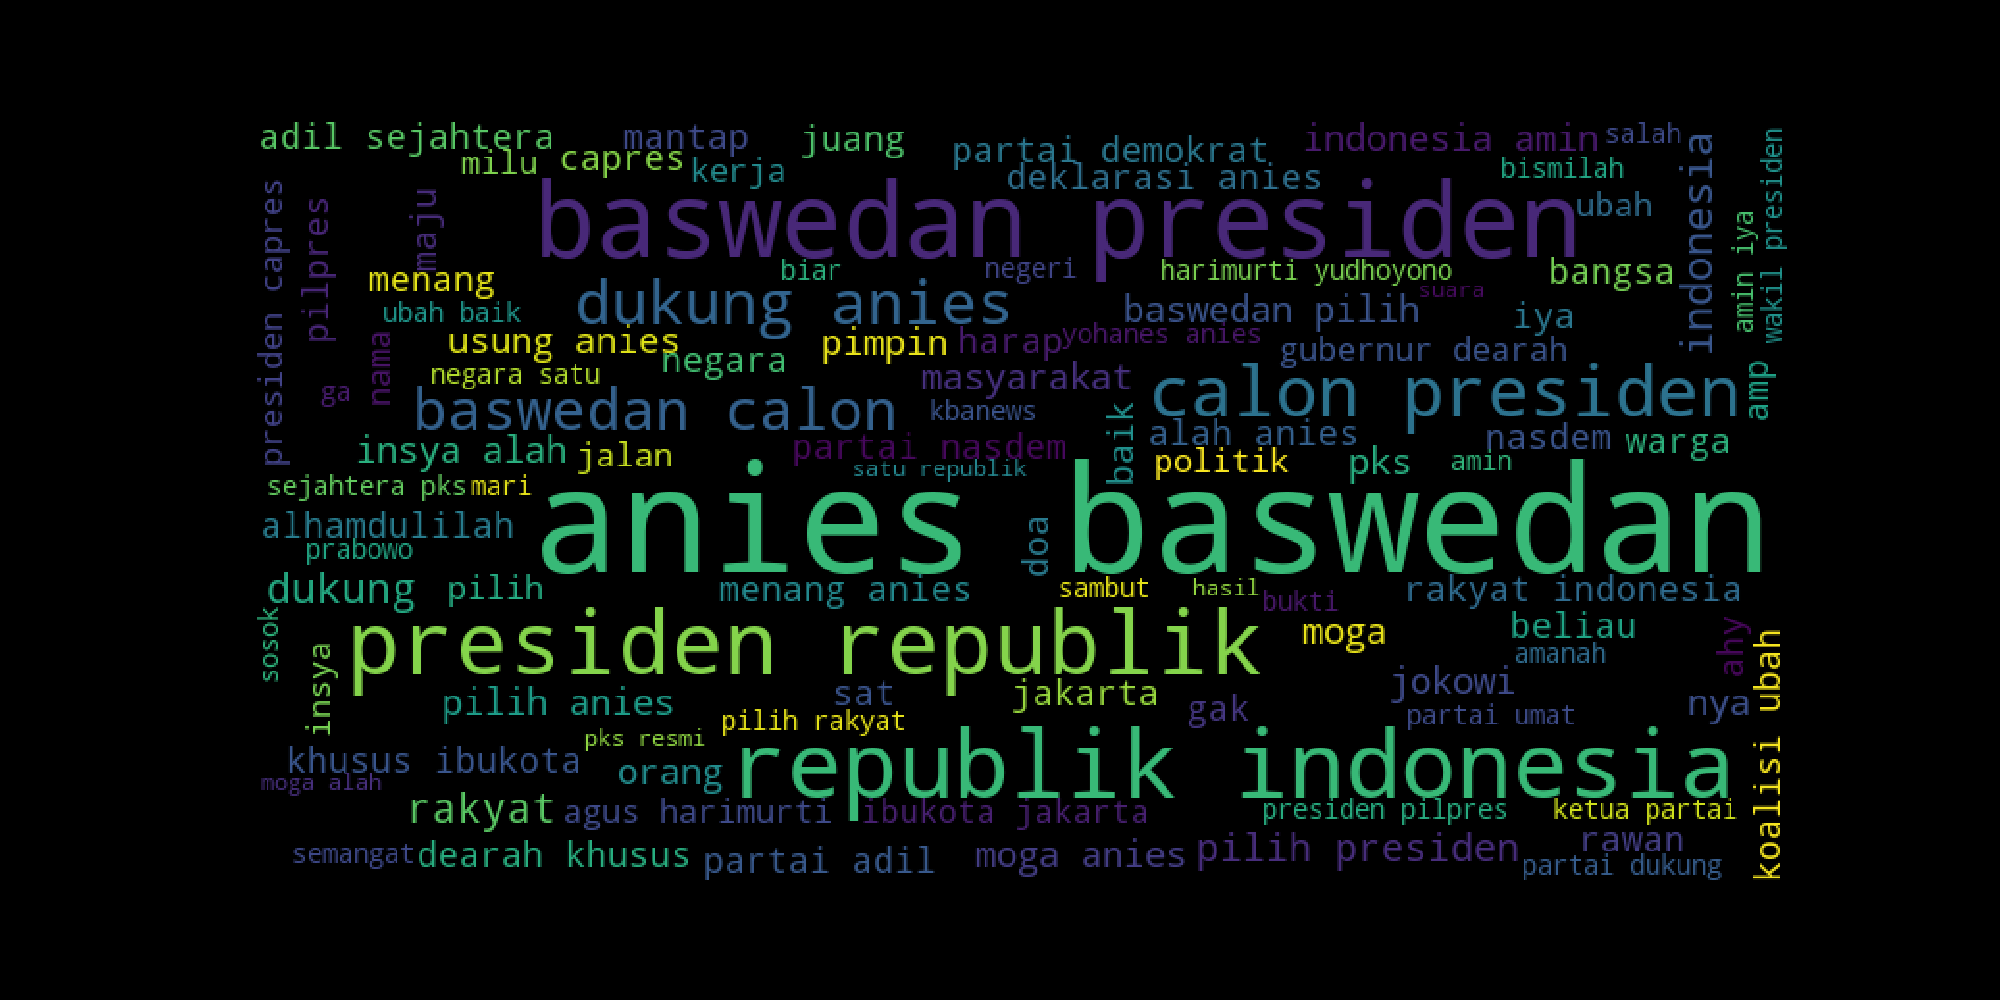 adil sejahtera
mantap
juang
partai demokrat
indonesia amin
salah
milu
capres
kerja
deklarasi anies
bismilah
indonesia
wakil presiden
presiden capres
pilpres
maju
baswedan presiden
ubah
amin iya
menang
biar
negeri
harimurti yudhoyono
bangsa
suara
ubah baik
dukung anies
baswedan pilih
iya
usung anies
negara
pimpin
harap
yohanes anies
gubernur dearah
nama
negara satu
masyarakat
calon presiden
amp
ga
baswedan calon
kbanews
baik
alah anies
nasdem
warga
insya alah
jalan
partai nasdem
satu republik
politik
pks
amin
sejahtera pks
mari
anies baswedan
alhamdulilah
prabowo
doa
dukung
pilih
menang anies
sambut
hasil
bukti
rakyat indonesia
sosok
insya
presiden republik
moga
beliau
amanah
ahy
koalisi ubah
pilih anies
sat
jakarta
gak
jokowi
partai umat
nya
pilih rakyat
pks resmi
khusus ibukota
orang
republik indonesia
moga alah
rakyat
agus harimurti
ibukota jakarta
presiden pilpres
ketua partai
semangat
dearah khusus
partai adil
moga anies
pilih presiden
rawan
partai dukung